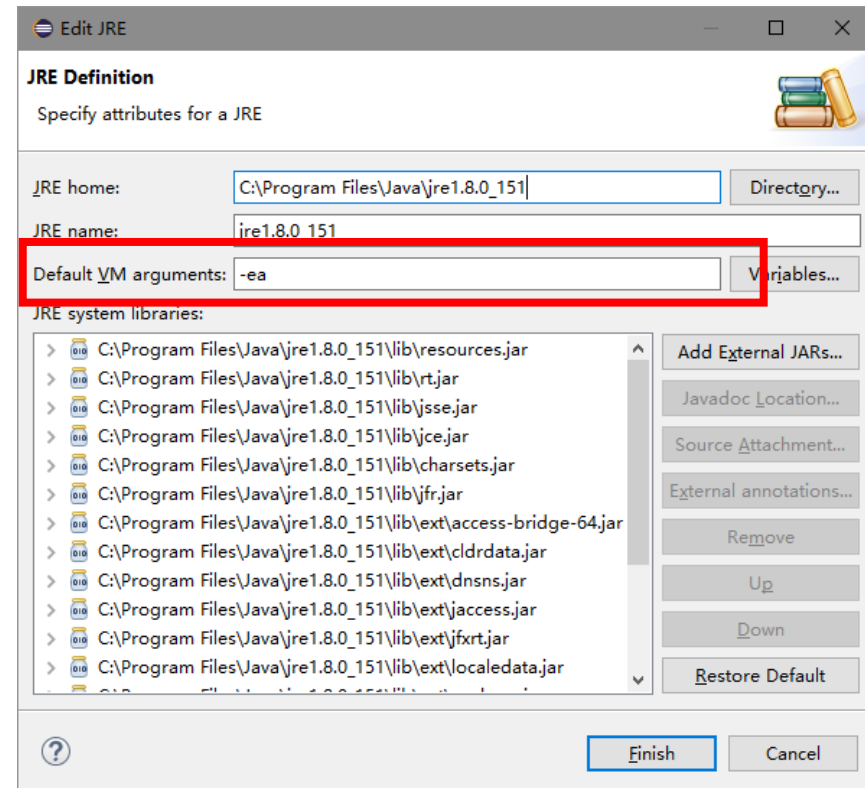 Edit JRE
JRE Definition
Specify attributes for a JRE
JRE home: C:\Program Files\Java\jre1.8.0_151 Directory...
JRE name: jre1.8.0_151
Default VM arguments: -ea Variables...
JRE system libraries:
C:\Program Files\Java\jre1.8.0_151\lib\resources.jar Add External JARs...
C:\Program Files\Java\jre1.8.0_151\lib\rt.jar
C:\Program Files\Java\jre1.8.0_151\lib\jsse.jar Javadoc Location...
C:\Program Files\Java\jre1.8.0_151\lib\jce.jar Source Attachment...
C:\Program Files\Java\jre1.8.0_151\lib\charsets.jar
C:\Program Files\Java\jre1.8.0_151\lib\jfr.jar External annotations...
C:\Program Files\Java\jre1.8.0_151\lib\ext\access-bridge-64.jar Remove
C:\Program Files\Java\jre1.8.0_151\lib\ext\cldrdata.jar
C:\Program Files\Java\jre1.8.0_151\lib\ext\dnsns.jar Up
C:\Program Files\Java\jre1.8.0_151\lib\ext\jaccess.jar
C:\Program Files\Java\jre1.8.0_151\lib\ext\jfxrt.jar Down
C:\Program Files\Java\jre1.8.0_151\lib\ext\localedata.jar Restore Default
Finish Cancel